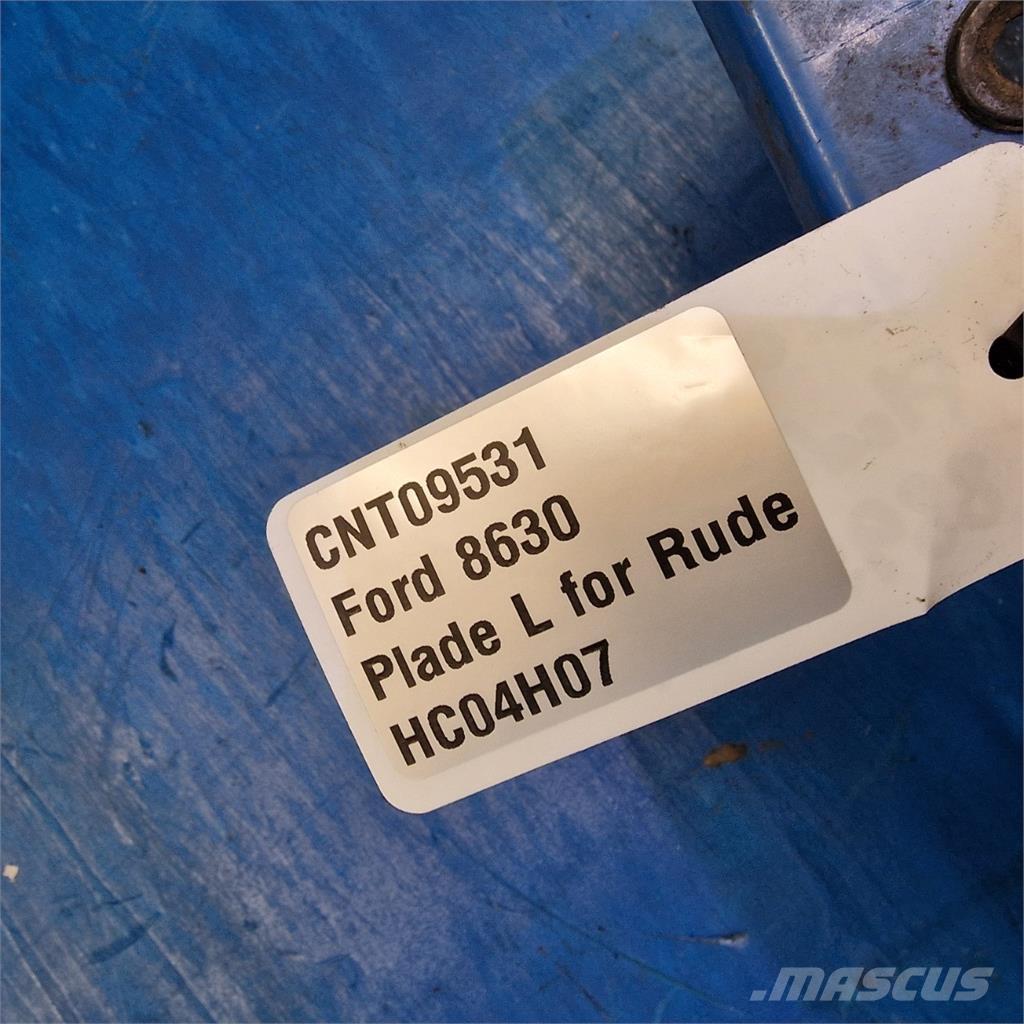 CNT09531
Ford 8630
Plade L for Rude
HC04H07
.MASCUS